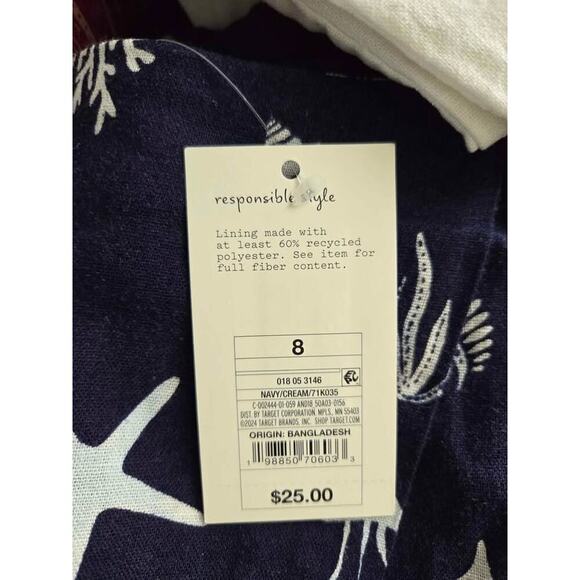 responsible style
Lining made with
at least 60% recycled
polyester. See item for
full fiber content.
8
018 05 3146
NAVY/CREAM/71K035
C-002444-01-059 AND18_50A03-0156
DIST. BY TARGET CORPORATION, MPLS., MN 55403
©2024 TARGET BRANDS, INC. SHOP TARGET.COM
ORIGIN: BANGLADESH
1 98850 70603 3
$25.00